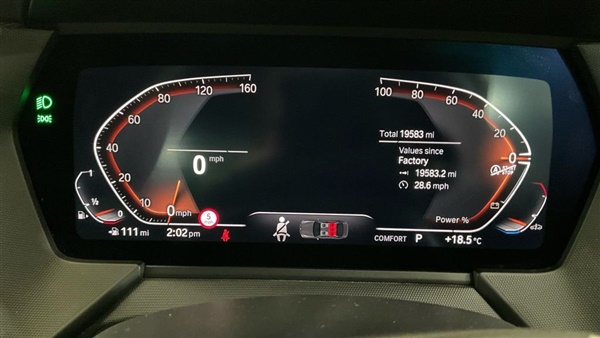 80 120 160
60
40
20
10
0 mph
0 mph
5
1
½
0
111 mi
2:02 pm
100 80 60
40
20
0
Total 19583 mi
Values since
Factory
19583.2 mi
28.6 mph
Power %
COMFORT P +18.5°C